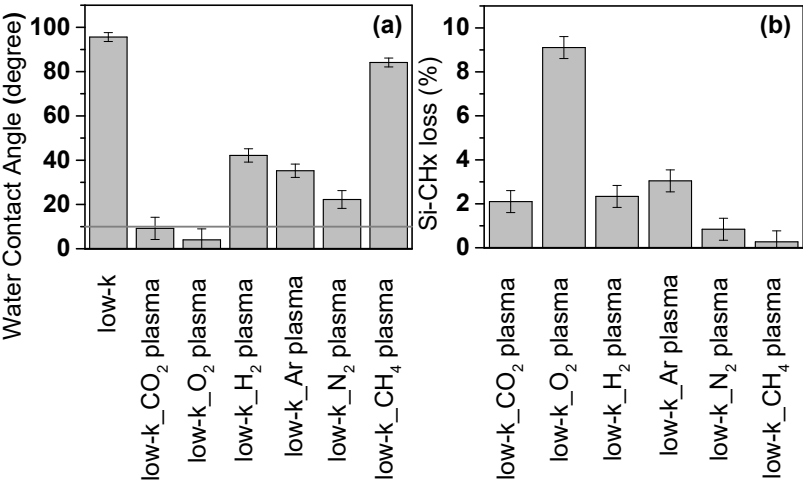 (a)
Water Contact Angle (degree)
100
80
60
40
20
0
low-k
low-k_CO₂ plasma
low-k_O₂ plasma
low-k_H₂ plasma
low-k_Ar plasma
low-k_N₂ plasma
low-k_CH₄ plasma
(b)
Si-CHx loss (%)
10
8
6
4
2
0
low-k_CO₂ plasma
low-k_O₂ plasma
low-k_H₂ plasma
low-k_Ar plasma
low-k_N₂ plasma
low-k_CH₄ plasma